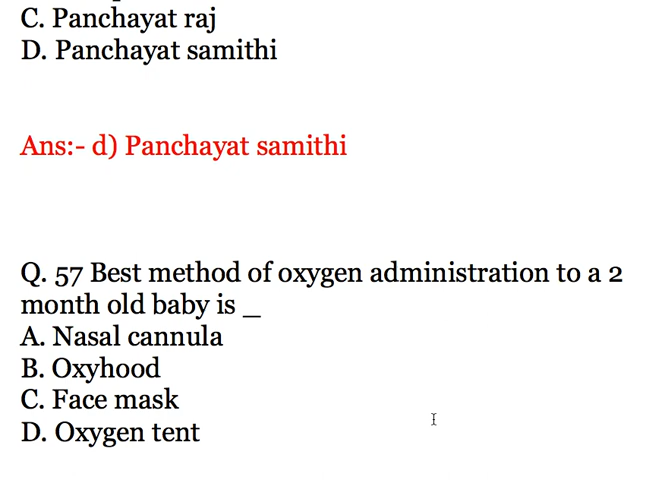 C. Panchayat raj
D. Panchayat samithi
Ans:- d) Panchayat samithi
Q. 57 Best method of oxygen administration to a 2
month old baby is _
A. Nasal cannula
B. Oxyhood
C. Face mask
D. Oxygen tent